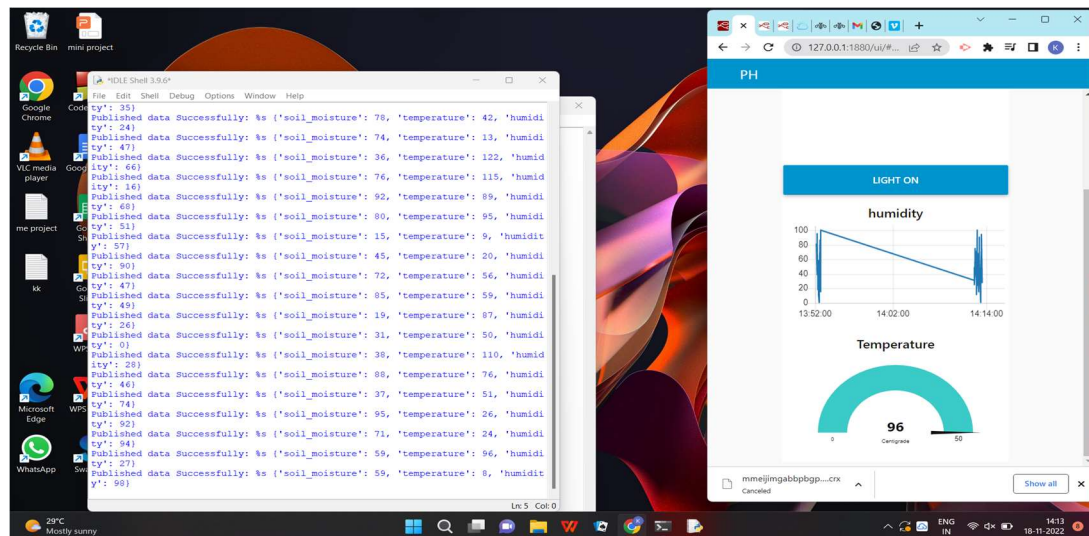 Recycle Bin
mini project
Google
Chrome
Code
VLC media
player
Goog
me project
Go
Sh
kk
Go
Sli
WP
Microsoft
Edge
WPS
WhatsApp
Swa
*IDLE Shell 3.9.6*
File Edit Shell Debug Options Window Help
ty': 35}
Published data Successfully: %s {'soil_moisture': 78, 'temperature': 42, 'humidi
ty': 24}
Published data Successfully: %s {'soil_moisture': 74, 'temperature': 13, 'humidi
ty': 47}
Published data Successfully: %s {'soil_moisture': 36, 'temperature': 122, 'humid
ity': 66}
Published data Successfully: %s {'soil_moisture': 76, 'temperature': 115, 'humid
ity': 16}
Published data Successfully: %s {'soil_moisture': 92, 'temperature': 89, 'humidi
ty': 68}
Published data Successfully: %s {'soil_moisture': 80, 'temperature': 95, 'humidi
ty': 51}
Published data Successfully: %s {'soil_moisture': 15, 'temperature': 9, 'humidit
y': 57}
Published data Successfully: %s {'soil_moisture': 45, 'temperature': 20, 'humidi
ty': 90}
Published data Successfully: %s {'soil_moisture': 72, 'temperature': 56, 'humidi
ty': 47}
Published data Successfully: %s {'soil_moisture': 85, 'temperature': 59, 'humidi
ty': 49}
Published data Successfully: %s {'soil_moisture': 19, 'temperature': 87, 'humidi
ty': 26}
Published data Successfully: %s {'soil_moisture': 31, 'temperature': 50, 'humidi
ty': 0}
Published data Successfully: %s {'soil_moisture': 38, 'temperature': 110, 'humid
ity': 28}
Published data Successfully: %s {'soil_moisture': 88, 'temperature': 76, 'humidi
ty': 46}
Published data Successfully: %s {'soil_moisture': 37, 'temperature': 51, 'humidi
ty': 74}
Published data Successfully: %s {'soil_moisture': 95, 'temperature': 26, 'humidi
ty': 92}
Published data Successfully: %s {'soil_moisture': 71, 'temperature': 24, 'humidi
ty': 94}
Published data Successfully: %s {'soil_moisture': 59, 'temperature': 96, 'humidi
ty': 27}
Published data Successfully: %s {'soil_moisture': 59, 'temperature': 8, 'humidit
y': 98}
Ln: 5 Col: 0
127.0.0.1:1880/ui/#...
K
PH
LIGHT ON
humidity
100
80
60
40
20
0
13:52:00 14:02:00 14:14:00
Temperature
96
0 Centigrade 50
mmeijimgabbpbgp....crx
Canceled
Show all
29°C
Mostly sunny
ENG
IN
14:13
18-11-2022